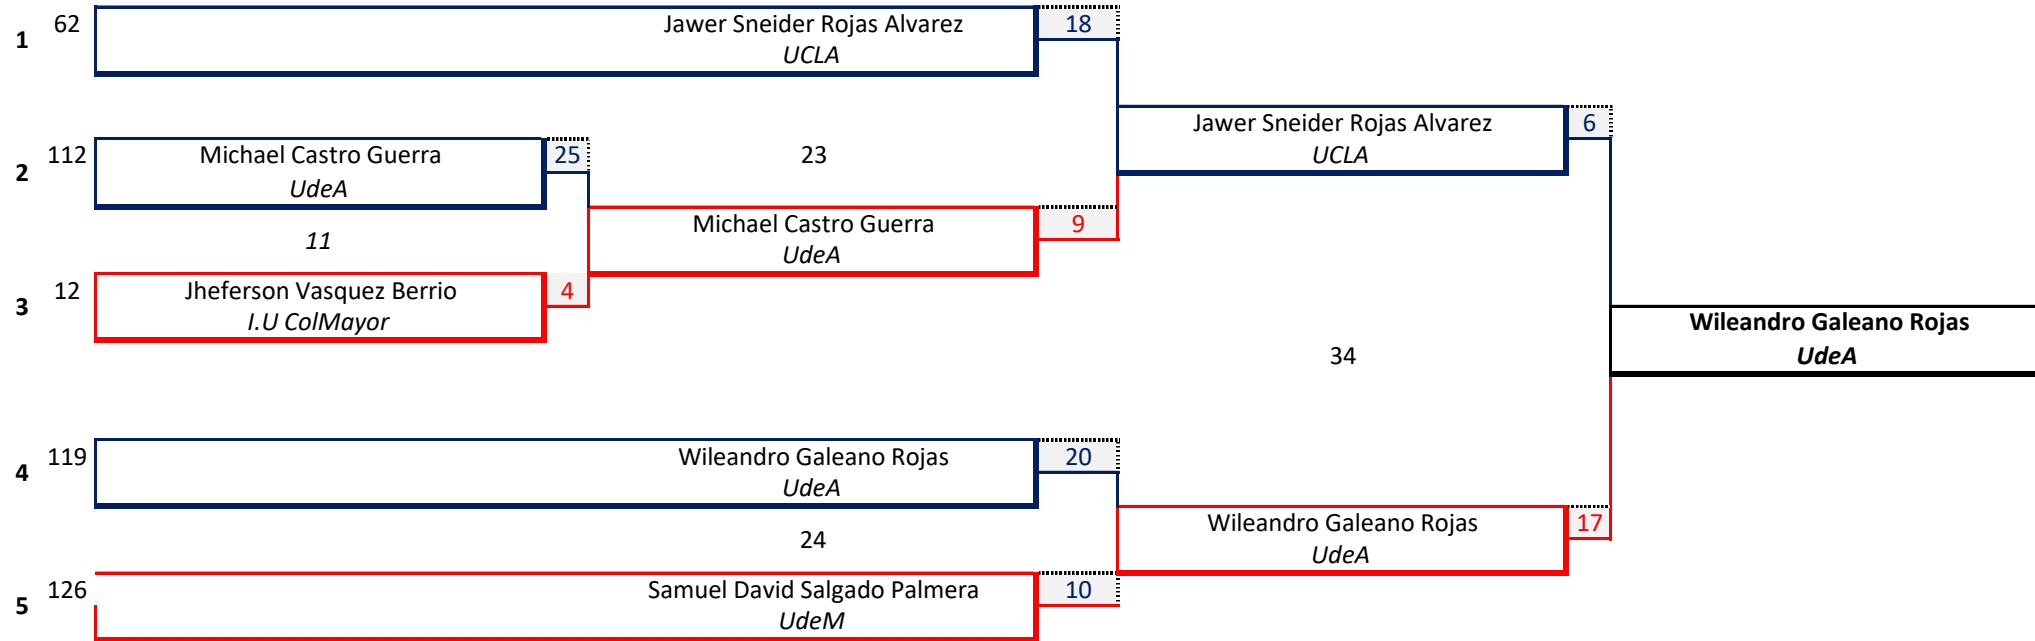 1 62 Jawer Sneider Rojas Alvarez 18
UCLA
Jawer Sneider Rojas Alvarez 6
UCLA
2 112 Michael Castro Guerra 25
UdeA
23
Michael Castro Guerra 9
UdeA
11
3 12 Jheferson Vasquez Berrio 4
I.U ColMayor
Wileandro Galeano Rojas
UdeA
34
4 119 Wileandro Galeano Rojas 20
UdeA
Wileandro Galeano Rojas 17
UdeA
24
5 126 Samuel David Salgado Palmera 10
UdeM